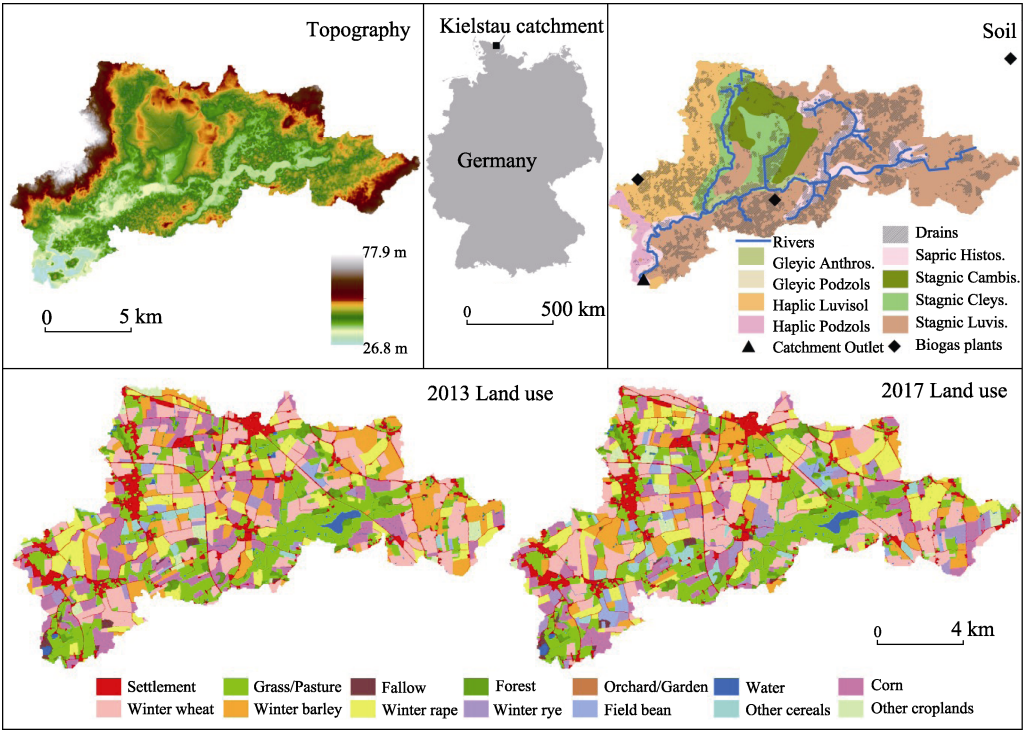 Topography
77.9 m
26.8 m
0 5 km
Kielstau catchment
Germany
0 500 km
Soil
Rivers
Gleyic Anthros.
Gleyic Podzols
Haplic Luvisol
Haplic Podzols
Catchment Outlet
Drains
Sapric Histos.
Stagnic Cambis.
Stagnic Cleys.
Stagnic Luvis.
Biogas plants
2013 Land use
2017 Land use
0 4 km
Settlement Grass/Pasture Fallow Forest Orchard/Garden Water Corn
Winter wheat Winter barley Winter rape Winter rye Field bean Other cereals Other croplands